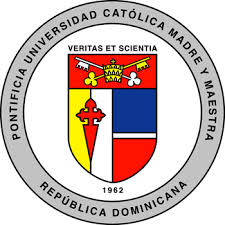 PONTIFICIA UNIVERSIDAD CATÓLICA MADRE Y MAESTRA
VERITAS ET SCIENTIA
1962
REPÚBLICA DOMINICANA